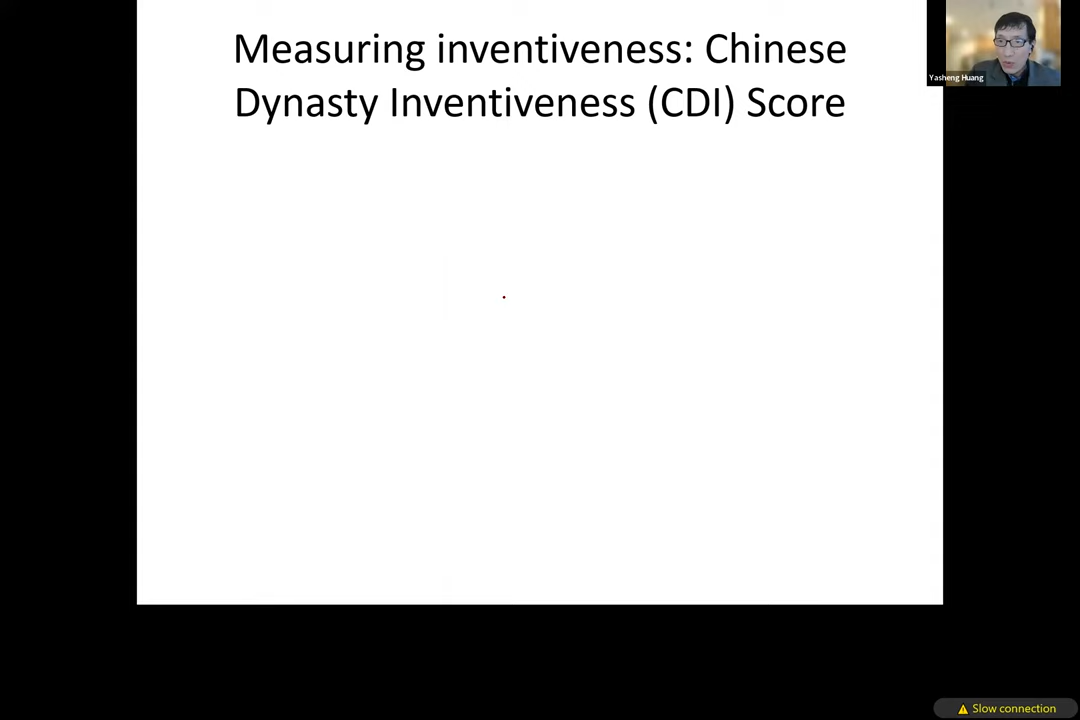 Measuring inventiveness: Chinese
Dynasty Inventiveness (CDI) Score
Yasheng Huang
Slow connection